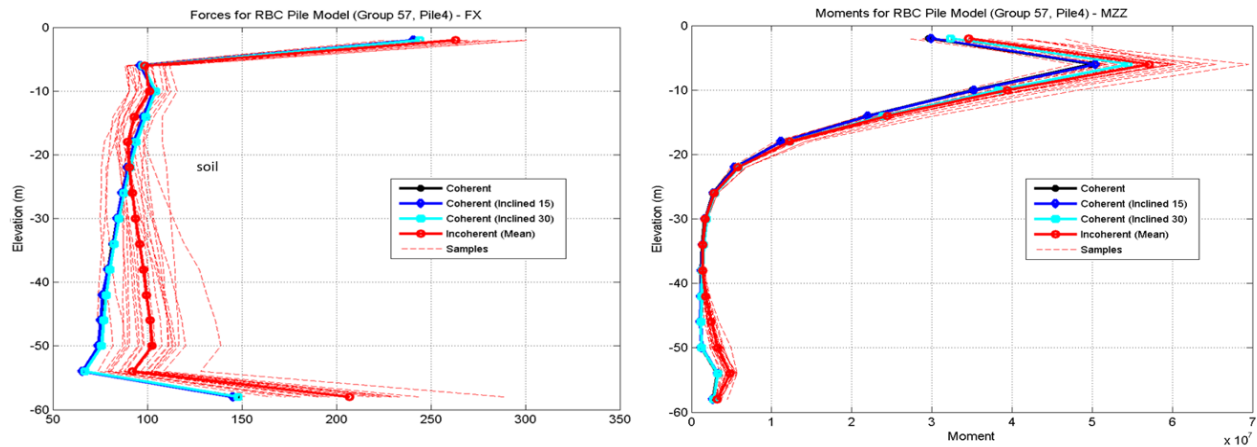 Forces for RBC Pile Model (Group 57, Pile4) - FX
0
-10
-20
-30
-40
-50
-60
Elevation (m)
soil
Coherent
Coherent (Inclined 15)
Coherent (Inclined 30)
Incoherent (Mean)
Samples
50
100
150
200
250
300
350
Moments for RBC Pile Model (Group 57, Pile4) - MZZ
0
-10
-20
-30
-40
-50
-60
Elevation (m)
Coherent
Coherent (Inclined 15)
Coherent (Inclined 30)
Incoherent (Mean)
Samples
0
1
2
3
4
5
6
7
Moment
x 10⁷